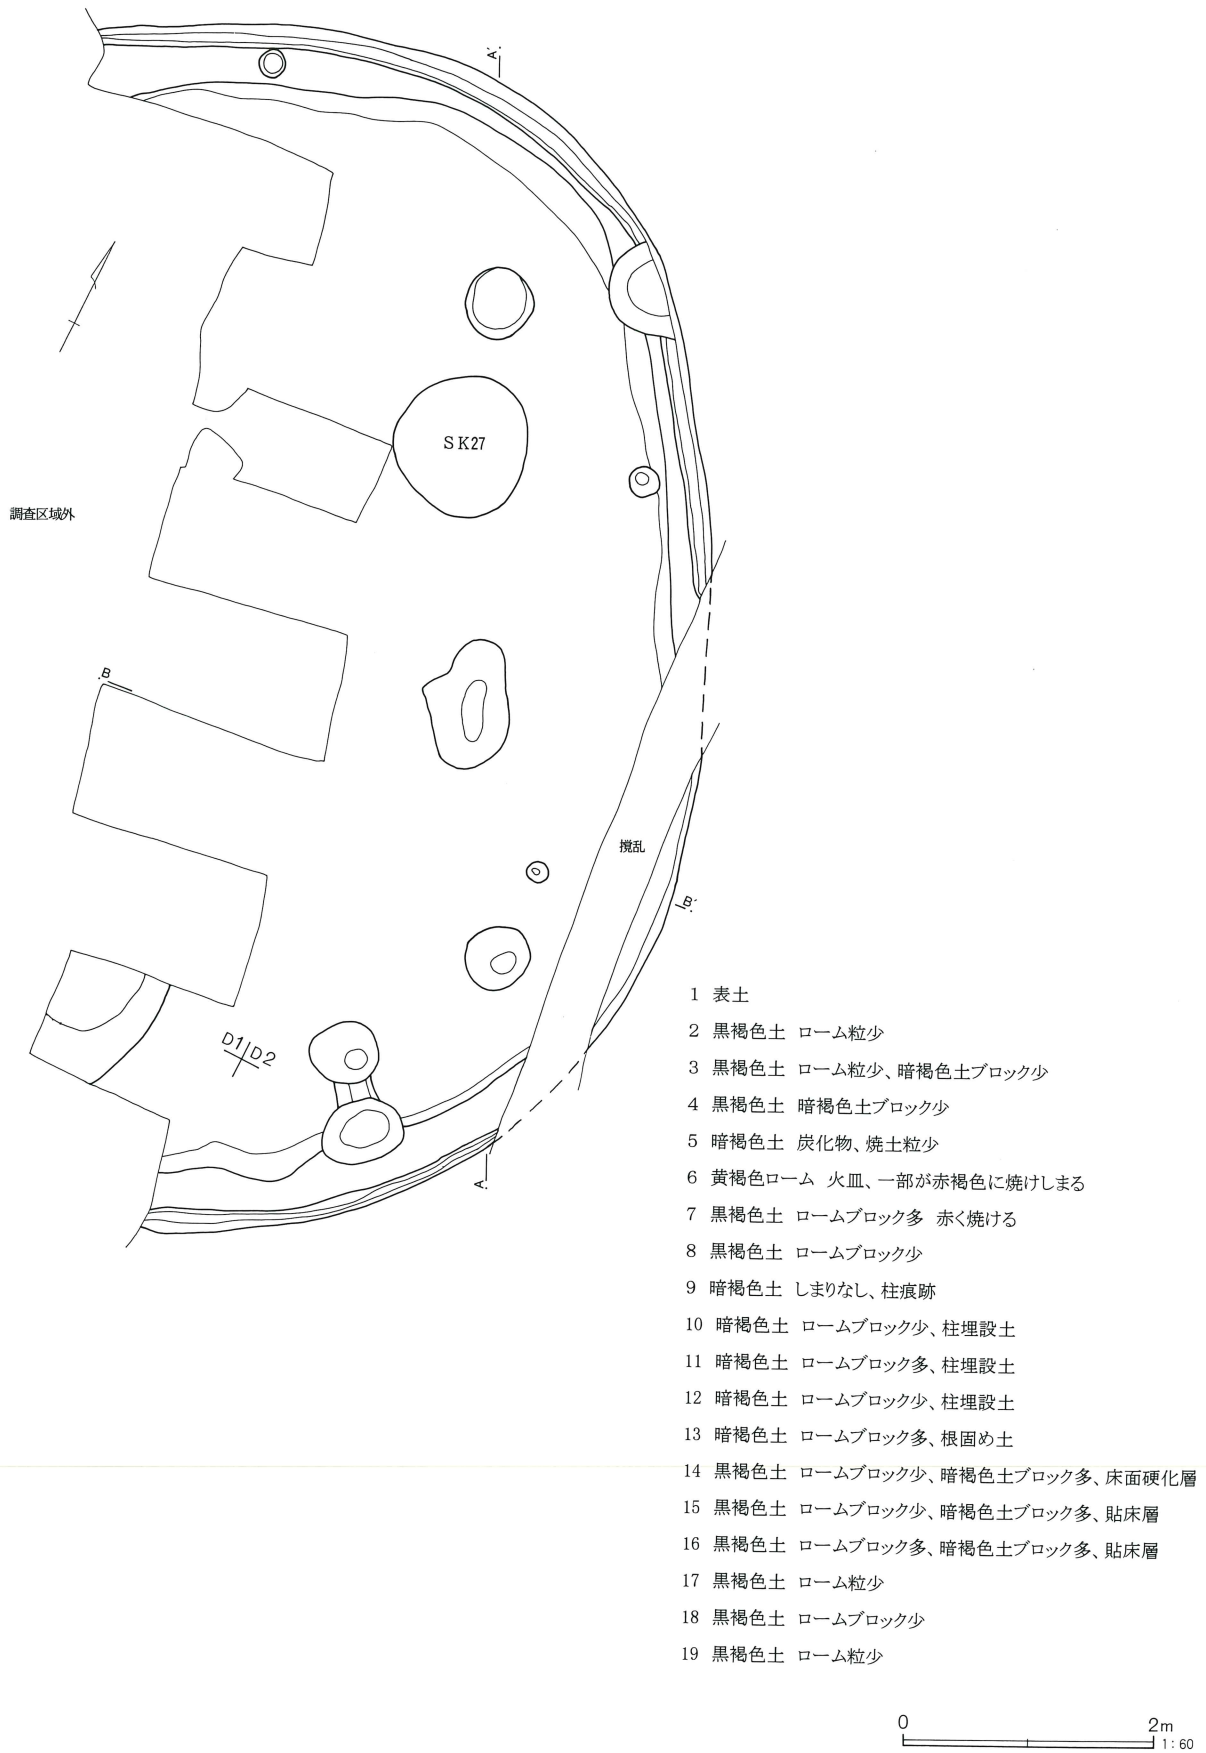 A´
SK27
調査区域外
B
撹乱
B´
D1 D2
A
1 表土
2 黒褐色土 ローム粒少
3 黒褐色土 ローム粒少、暗褐色土ブロック少
4 黒褐色土 暗褐色土ブロック少
5 暗褐色土 炭化物、焼土粒少
6 黄褐色ローム 火皿、一部が赤褐色に焼けしまる
7 黒褐色土 ロームブロック多 赤く焼ける
8 黒褐色土 ロームブロック少
9 暗褐色土 しまりなし、柱痕跡
10 暗褐色土 ロームブロック少、柱埋設土
11 暗褐色土 ロームブロック多、柱埋設土
12 暗褐色土 ロームブロック少、柱埋設土
13 暗褐色土 ロームブロック多、根固め土
14 黒褐色土 ロームブロック少、暗褐色土ブロック多、床面硬化層
15 黒褐色土 ロームブロック少、暗褐色土ブロック多、貼床層
16 黒褐色土 ロームブロック多、暗褐色土ブロック多、貼床層
17 黒褐色土 ローム粒少
18 黒褐色土 ロームブロック少
19 黒褐色土 ローム粒少
0 2m
1:60